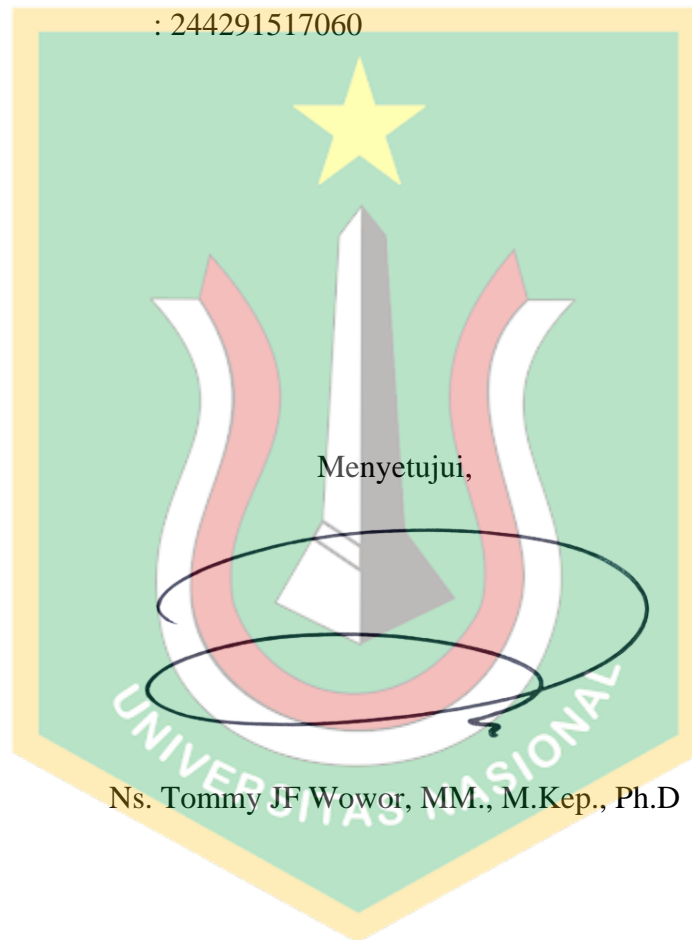 : 244291517060
Menyetujui,
UNIVERSITAS NASIONAL
Ns. Tommy JF Wowor, MM., M.Kep., Ph.D